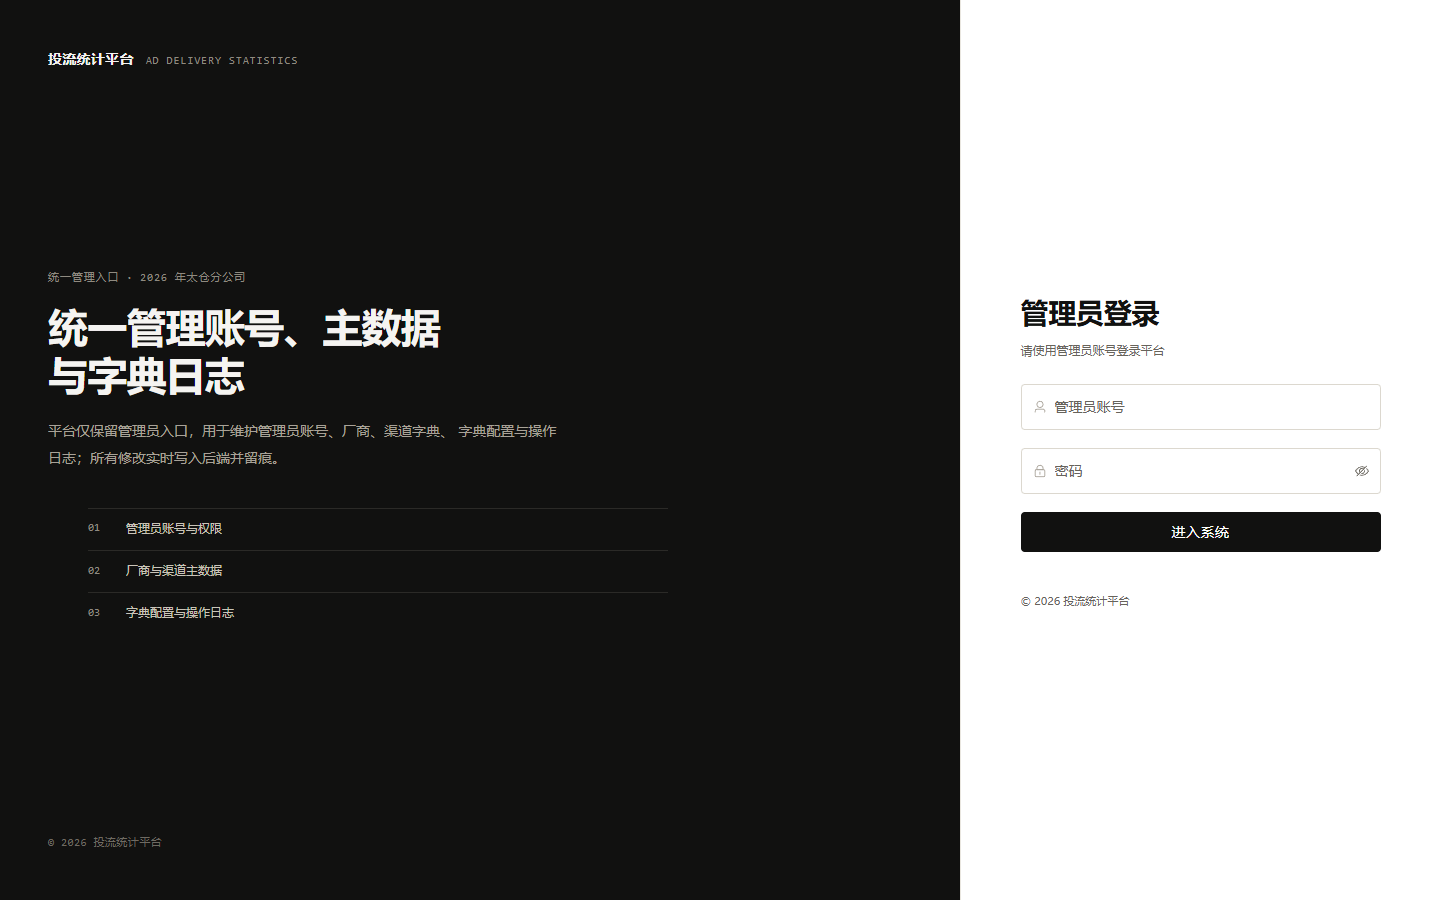 投流统计平台 AD DELIVERY STATISTICS
统一管理入口 · 2026 年太仓分公司
统一管理账号、主数据
与字典日志
平台仅保留管理员入口，用于维护管理员账号、厂商、渠道字典、 字典配置与操作
日志；所有修改实时写入后端并留痕。
01 管理员账号与权限
02 厂商与渠道主数据
03 字典配置与操作日志
© 2026 投流统计平台
管理员登录
请使用管理员账号登录平台
管理员账号
密码
进入系统
© 2026 投流统计平台